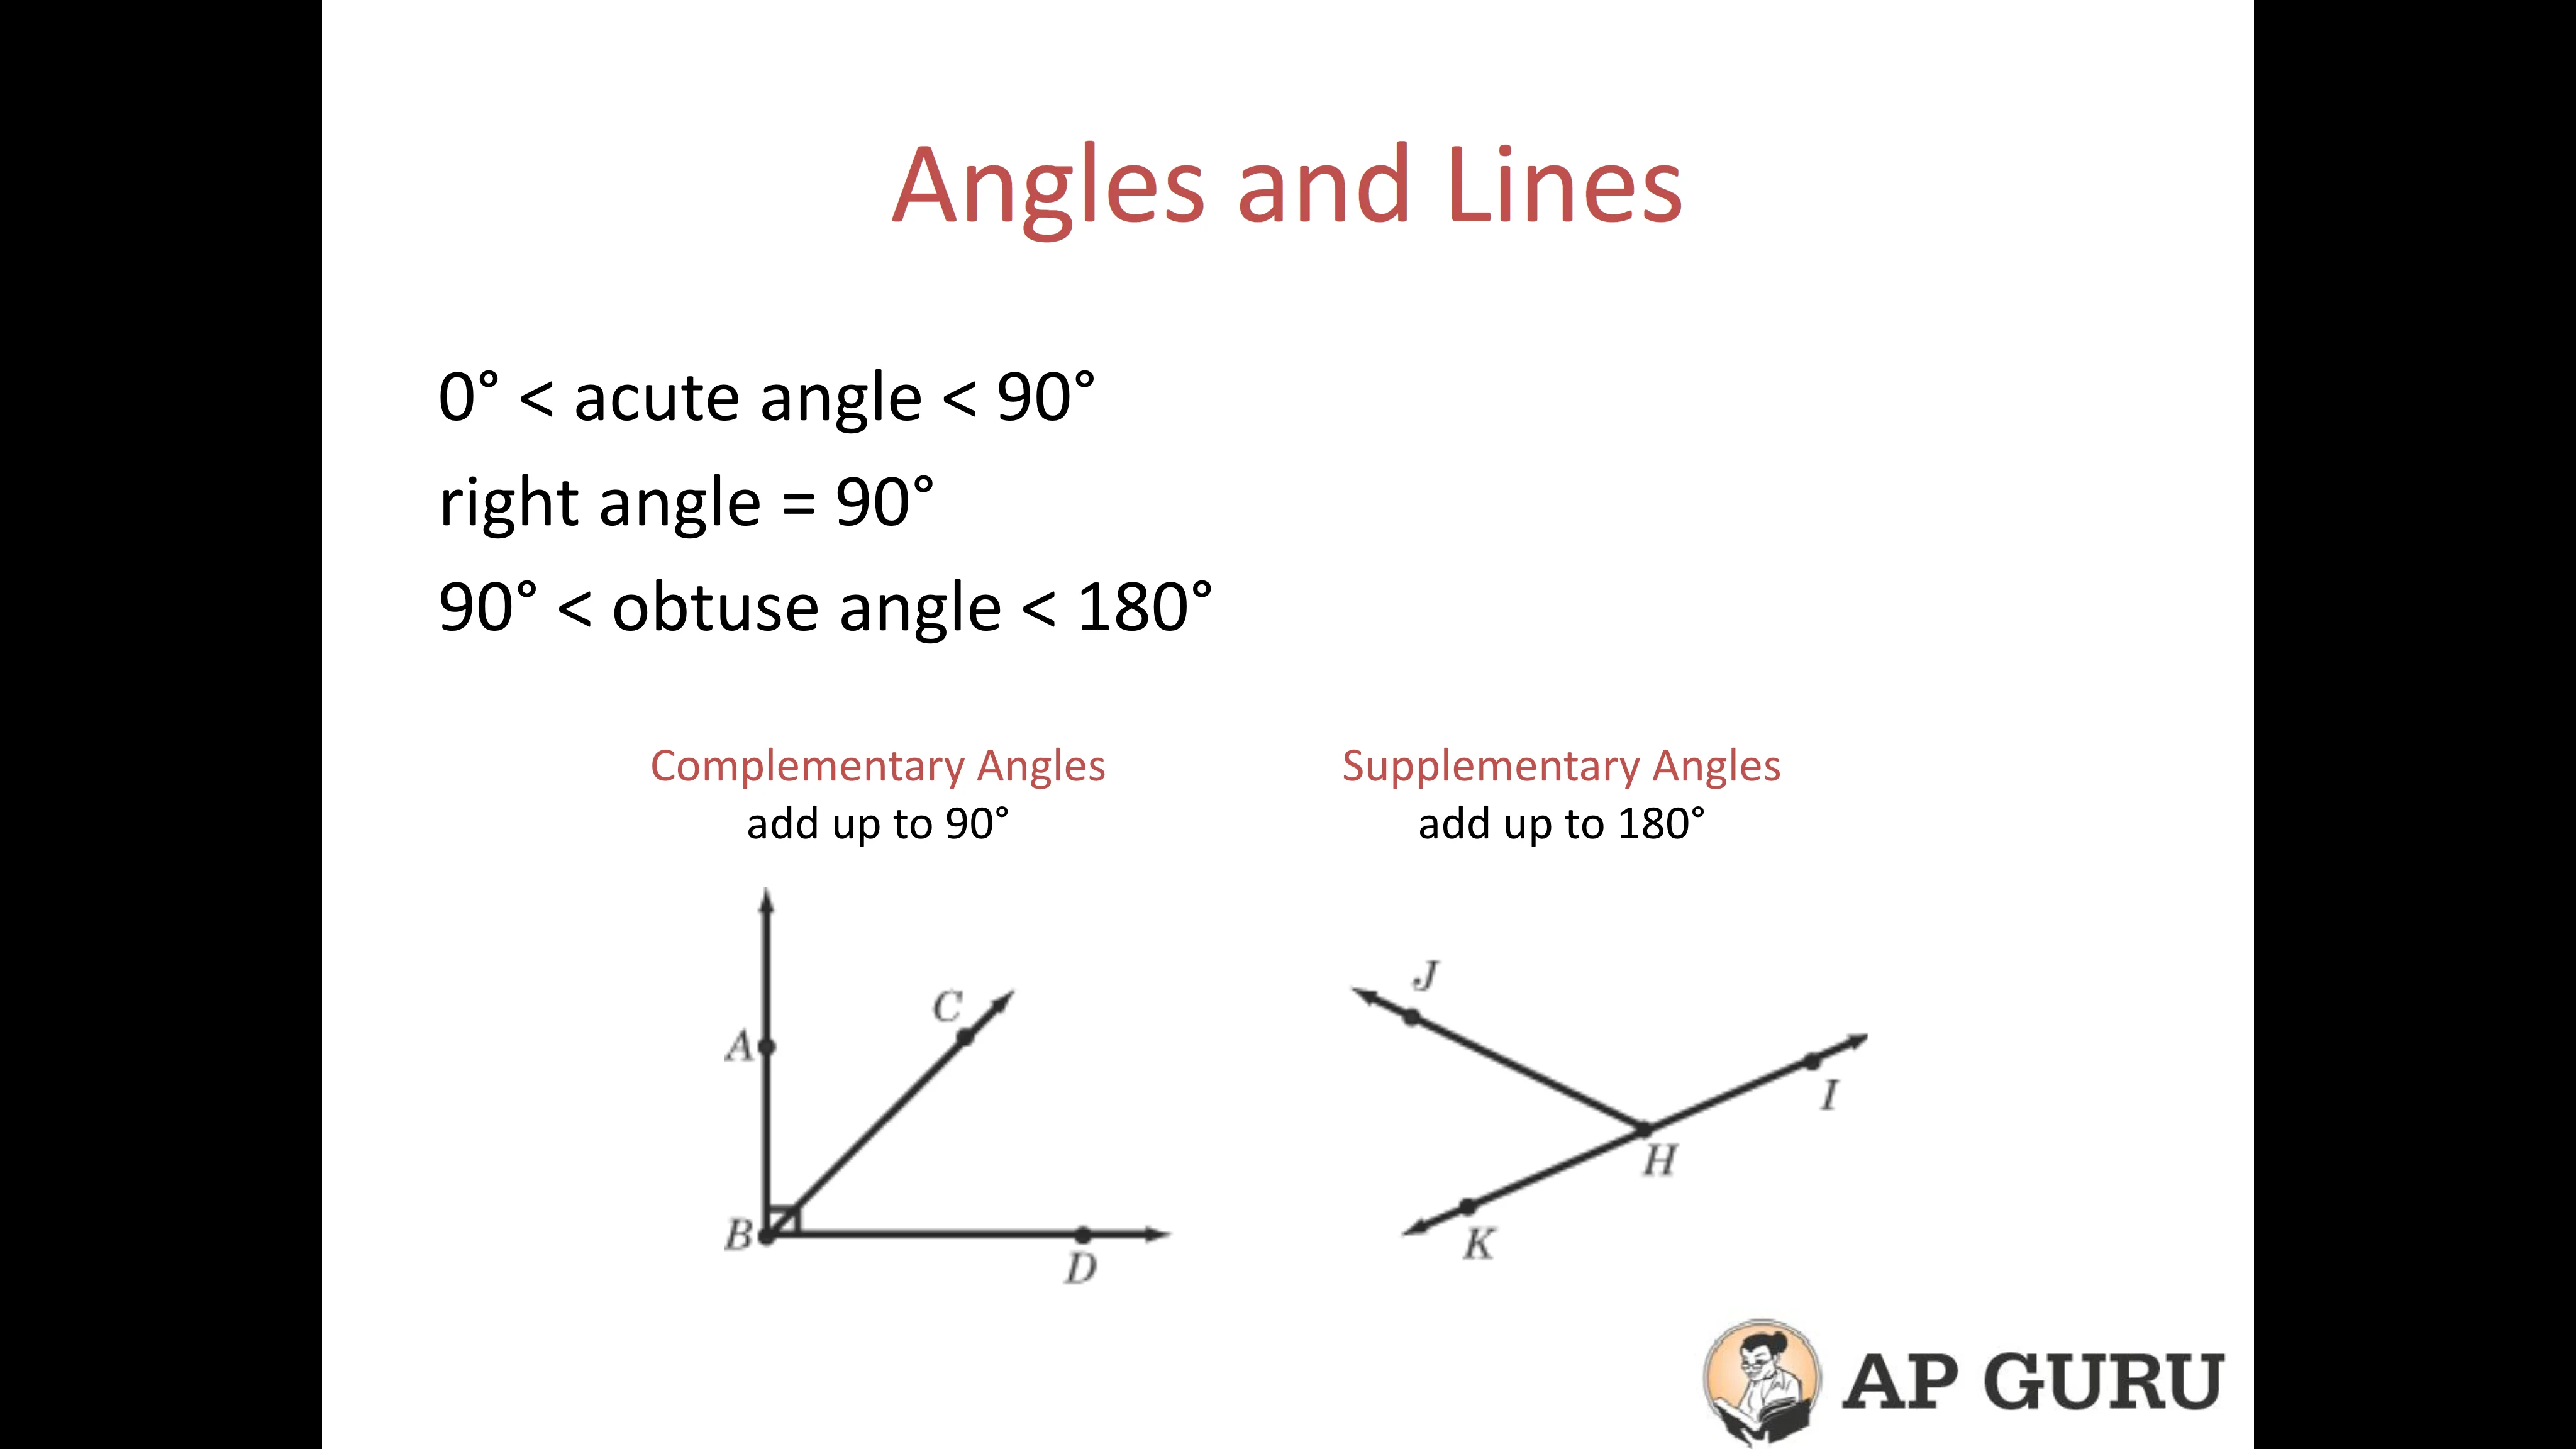 Angles and Lines
0° < acute angle < 90°
right angle = 90°
90° < obtuse angle < 180°
Complementary Angles
add up to 90°
Supplementary Angles
add up to 180°
A
C
B
D
J
I
H
K
AP GURU